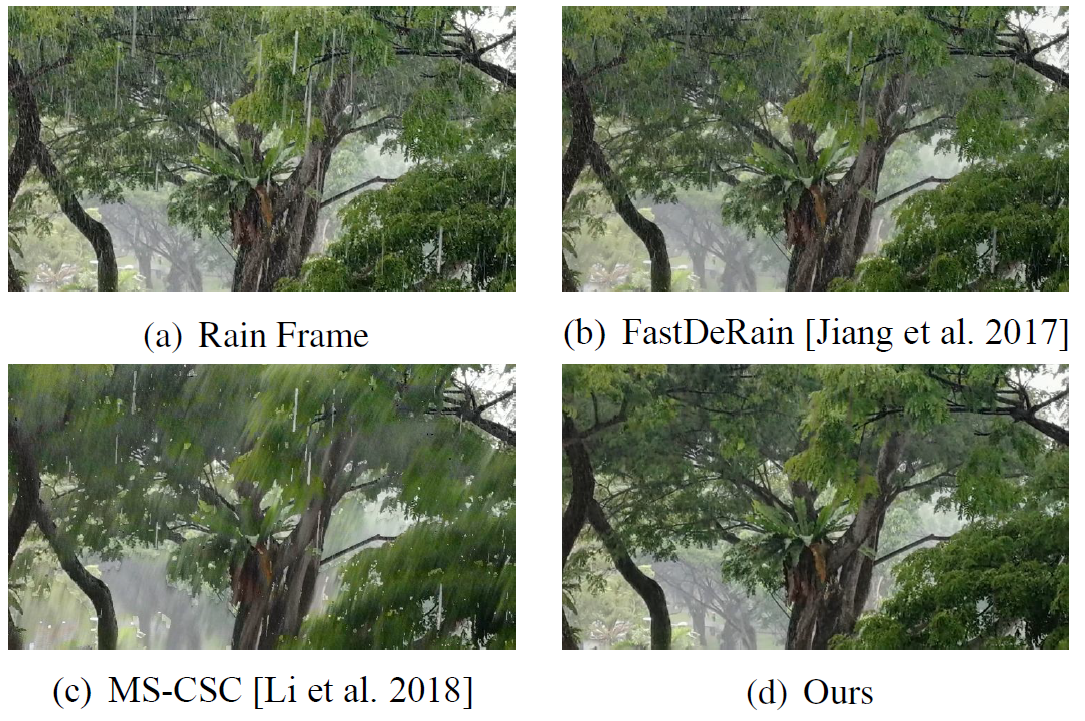 (a) Rain Frame
(b) FastDeRain [Jiang et al. 2017]
(c) MS-CSC [Li et al. 2018]
(d) Ours